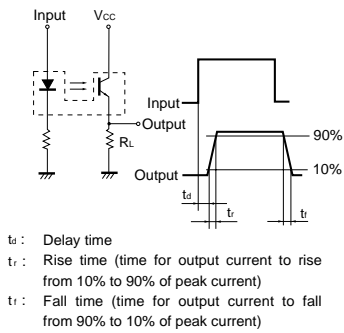 Input Vcc
Output
RL
Input
90%
10%
Output
td
tr tf
td : Delay time
tr : Rise time (time for output current to rise
from 10% to 90% of peak current)
tf : Fall time (time for output current to fall
from 90% to 10% of peak current)